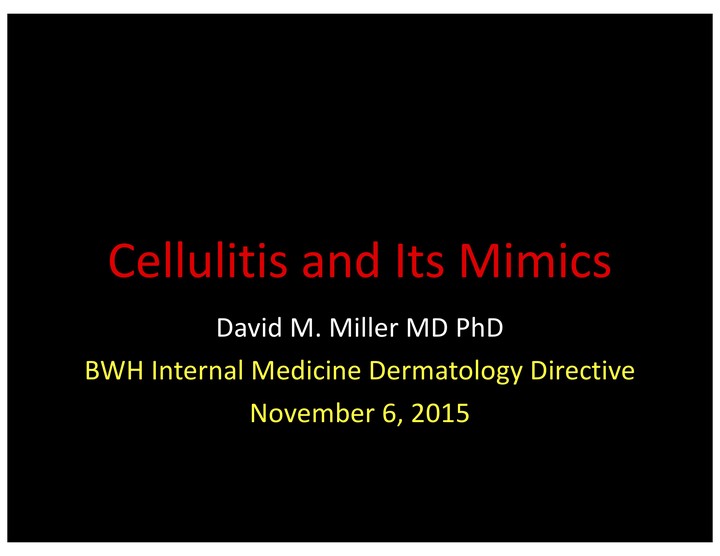 Cellulitis and Its Mimics
David M. Miller MD PhD
BWH Internal Medicine Dermatology Directive
November 6, 2015